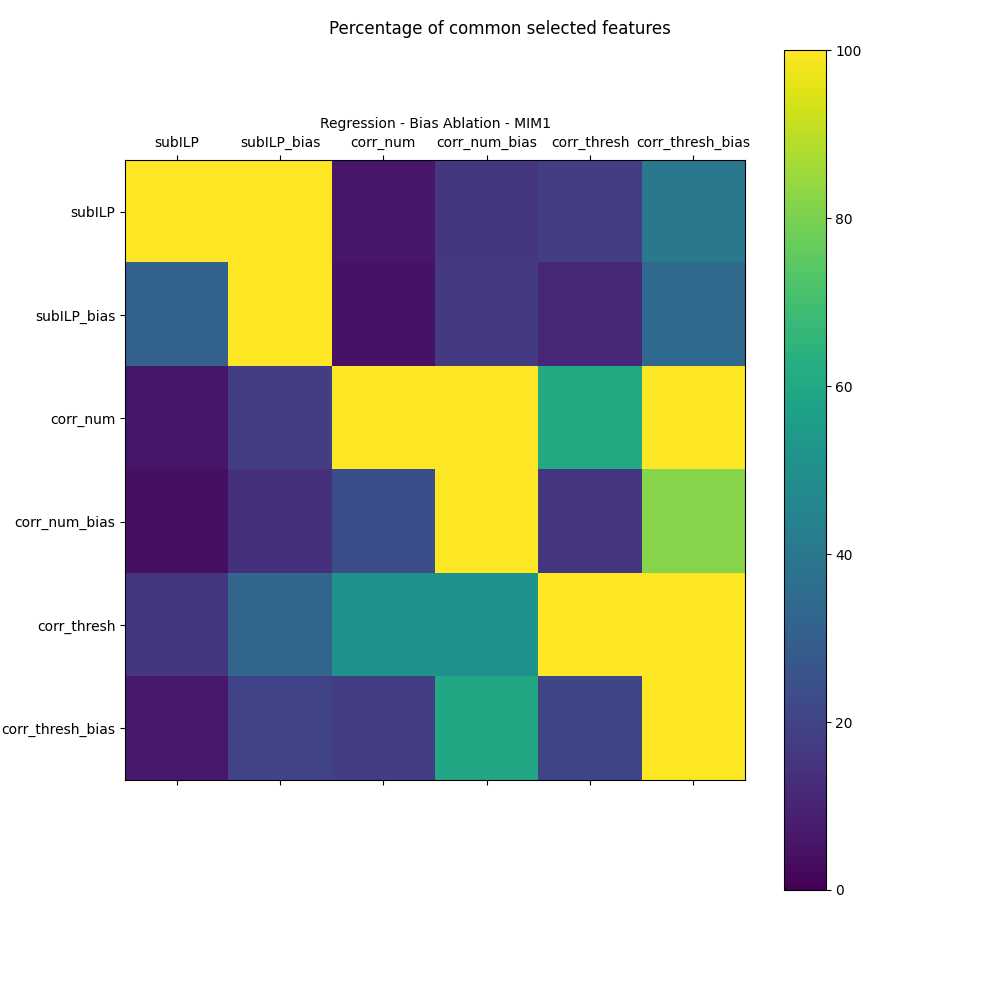 Percentage of common selected features
Regression - Bias Ablation - MIM1
subILP subILP_bias corr_num corr_num_bias corr_thresh corr_thresh_bias
subILP
subILP_bias
corr_num
corr_num_bias
corr_thresh
corr_thresh_bias
100
80
60
40
20
0